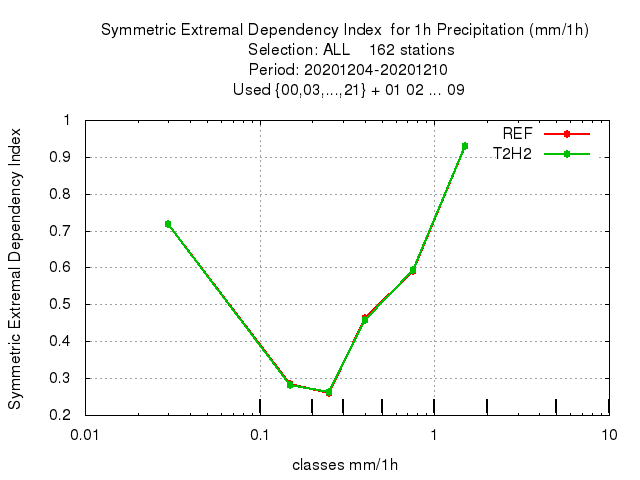 Symmetric Extremal Dependency Index  for 1h Precipitation (mm/1h)
Selection: ALL    162 stations
Period: 20201204-20201210
Used {00,03,...,21} + 01 02 ... 09
Symmetric Extremal Dependency Index
1
0.9
0.8
0.7
0.6
0.5
0.4
0.3
0.2
REF
T2H2
0.01
0.1
1
10
classes mm/1h